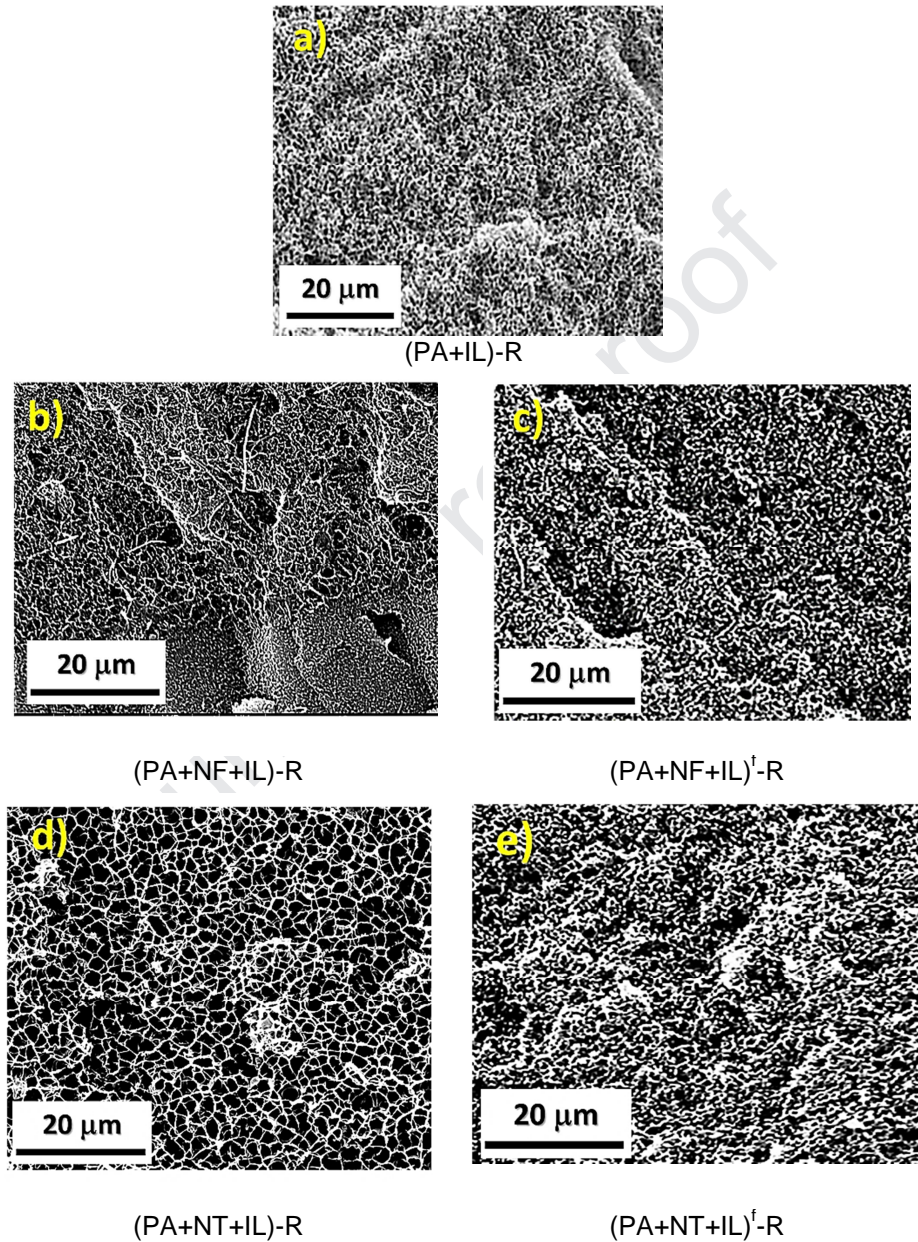 a)
20 μm
(PA+IL)-R
b)
20 μm
(PA+NF+IL)-R
c)
20 μm
(PA+NF+IL)ᶠ-R
d)
20 μm
(PA+NT+IL)-R
e)
20 μm
(PA+NT+IL)ᶠ-R
roof